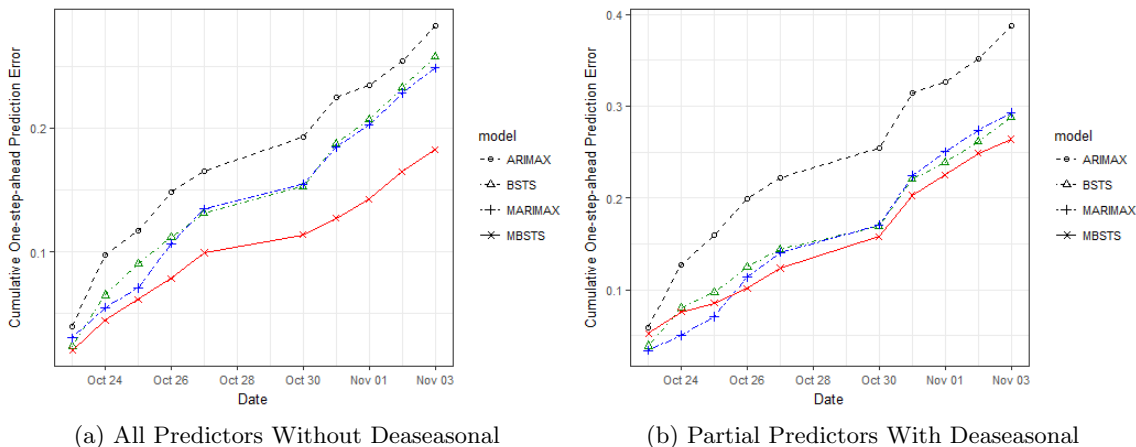 Cumulative One-step-ahead Prediction Error
0.2
0.1
Oct 24
Oct 26
Oct 28
Oct 30
Nov 01
Nov 03
Date
model
ARIMAX
BSTS
MARIMAX
MBSTS
(a) All Predictors Without Deaseasonal
Cumulative One-step-ahead Prediction Error
0.4
0.3
0.2
0.1
Oct 24
Oct 26
Oct 28
Oct 30
Nov 01
Nov 03
Date
model
ARIMAX
BSTS
MARIMAX
MBSTS
(b) Partial Predictors With Deaseasonal